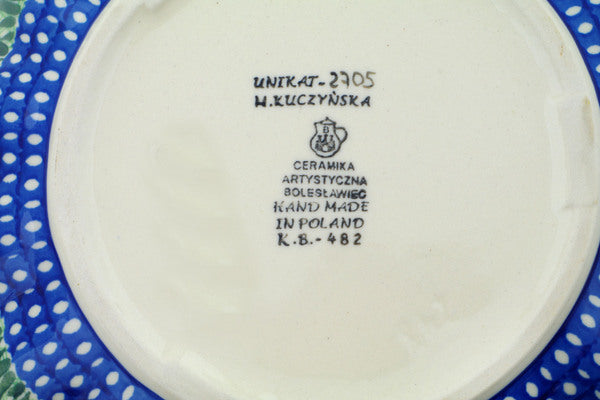 UNIKAT-2705
M.KUCZYŃSKA
B
CERAMIKA
ARTYSTYCZNA
BOLESŁAWIEC
HAND MADE
IN POLAND
K.B.-482